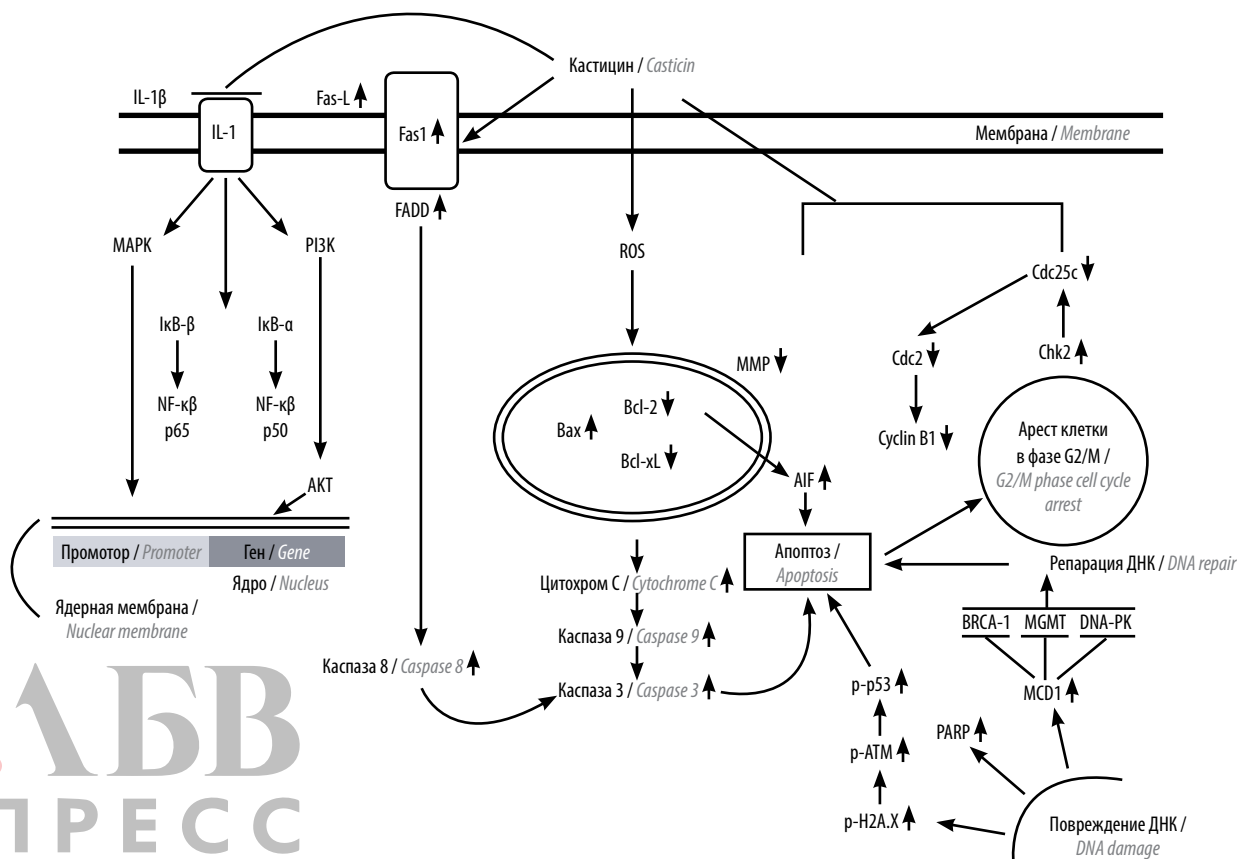 Кастицин / Casticin
IL-1β
Fas-L
IL-1
Fas1
Мембрана / Membrane
FADD
MAPK
PI3K
ROS
Cdc25c
IκB-β
IκB-α
Chk2
Cdc2
MMP
NF-κβ
p65
NF-κβ
p50
Bcl-2
Bax
Bcl-xL
Cyclin B1
Арест клетки
в фазе G2/M /
G2/M phase cell cycle
arrest
AKT
AIF
Промотор / Promoter
Ген / Gene
Ядро / Nucleus
Ядерная мембрана /
Nuclear membrane
Апоптоз /
Apoptosis
Цитохром С / Cytochrome C
Репарация ДНК / DNA repair
BRCA-1
MGMT
DNA-PK
Каспаза 9 / Caspase 9
Каспаза 8 / Caspase 8
Каспаза 3 / Caspase 3
p-p53
MCD1
p-ATM
PARP
p-H2A.X
Повреждение ДНК /
DNA damage
АБВ
ПРЕСС